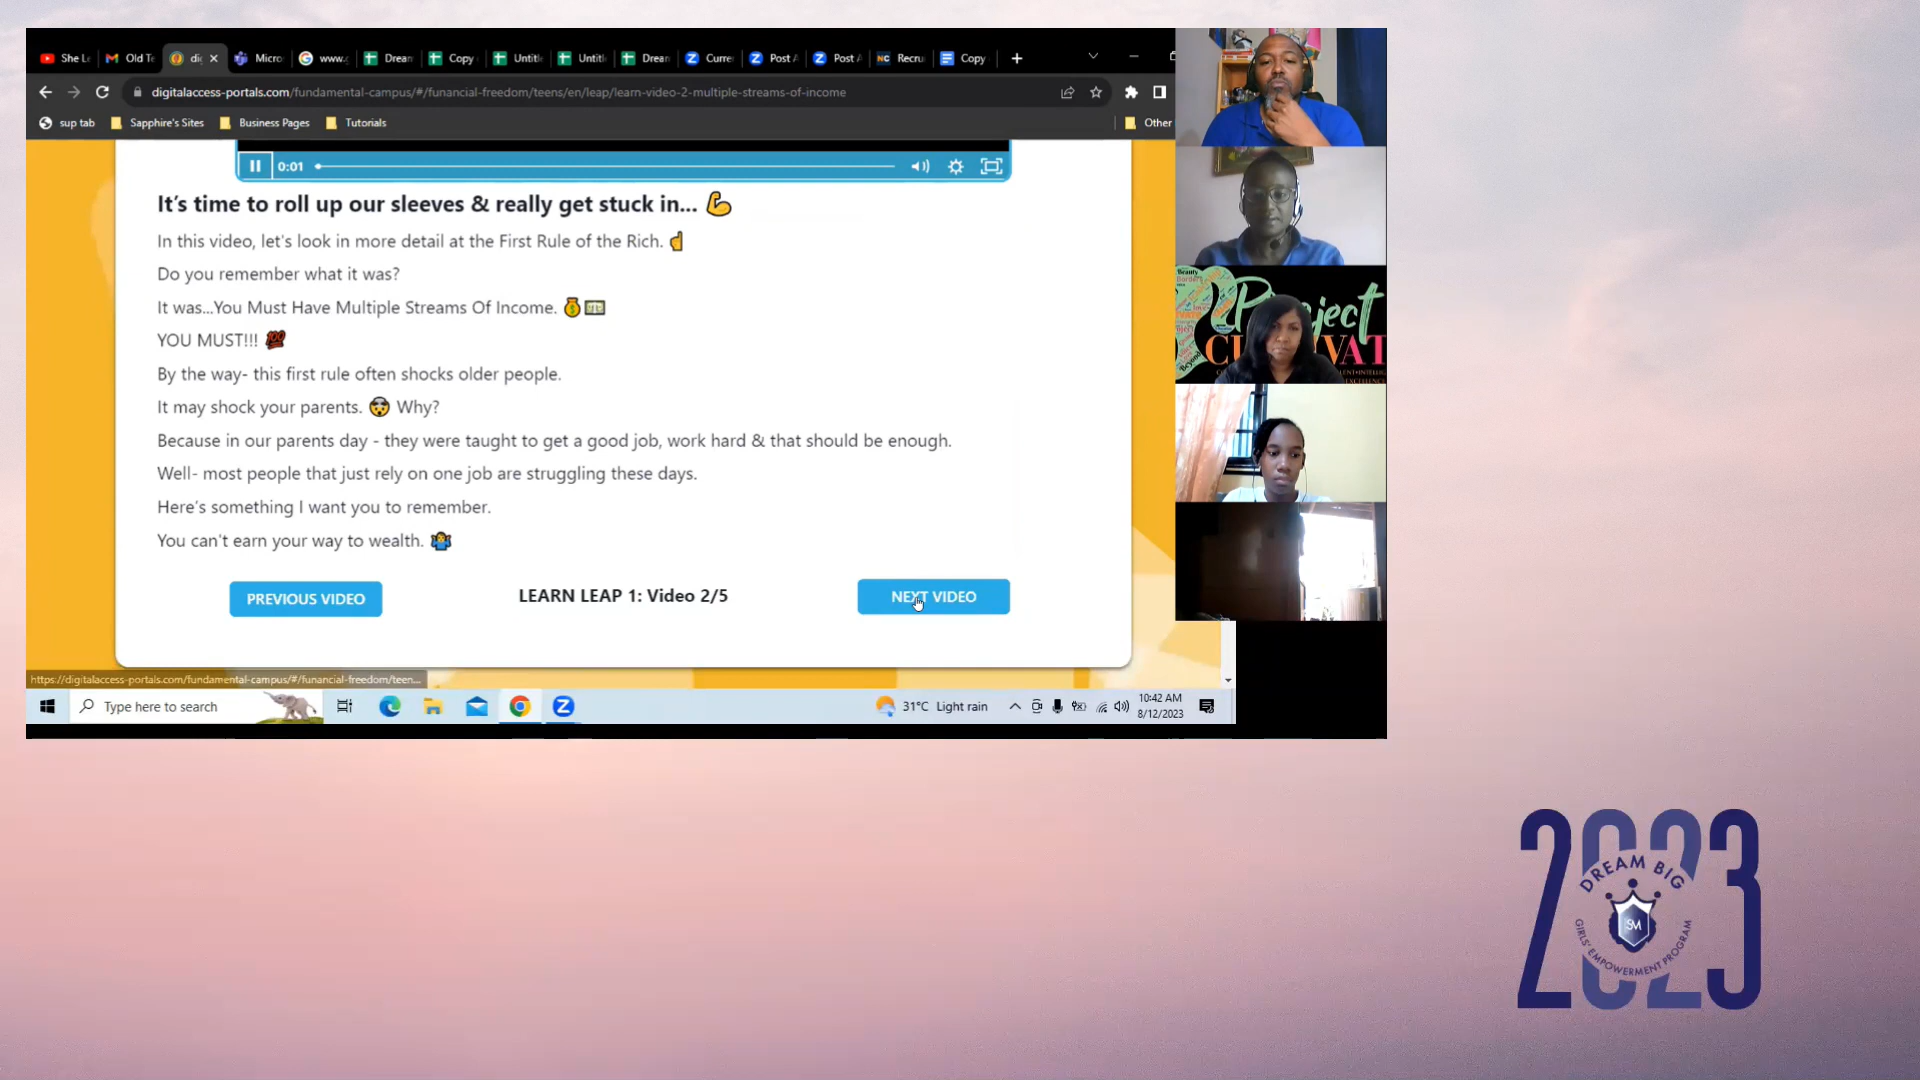 She Le
Old Te
di
Micro
www.
Dream
Copy
Untitl
Untitl
Dream
Curre
Post A
Post A
NC Recru
Copy
digitalaccess-portals.com/fundamental-campus/#/funancial-freedom/teens/en/leap/learn-video-2-multiple-streams-of-income
sup tab
Sapphire's Sites
Business Pages
Tutorials
Other
0:01
It's time to roll up our sleeves & really get stuck in... 💪
In this video, let's look in more detail at the First Rule of the Rich. ☝
Do you remember what it was?
It was...You Must Have Multiple Streams Of Income. 💰💵
YOU MUST!!! 💯
By the way- this first rule often shocks older people.
It may shock your parents. 🤯 Why?
Because in our parents day - they were taught to get a good job, work hard & that should be enough.
Well- most people that just rely on one job are struggling these days.
Here's something I want you to remember.
You can't earn your way to wealth. 🤷
PREVIOUS VIDEO
LEARN LEAP 1: Video 2/5
NEXT VIDEO
https://digitalaccess-portals.com/fundamental-campus/#/funancial-freedom/teen...
Type here to search
31°C Light rain
10:42 AM
8/12/2023
Project
2023
DREAM BIG
SM
GIRLS' EMPOWERMENT PROGRAM